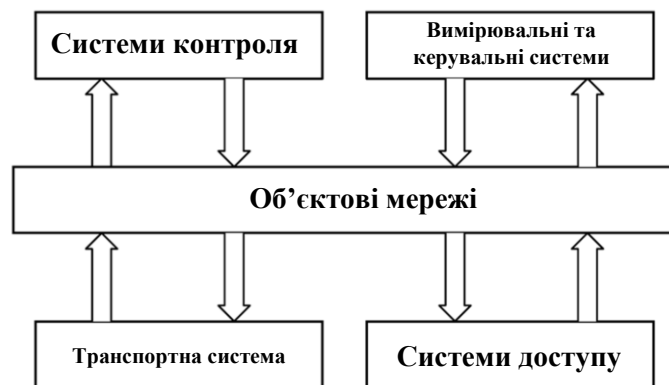 Системи контроля
Вимірювальні та
керувальні системи
Об’єктові мережі
Транспортна система
Системи доступу